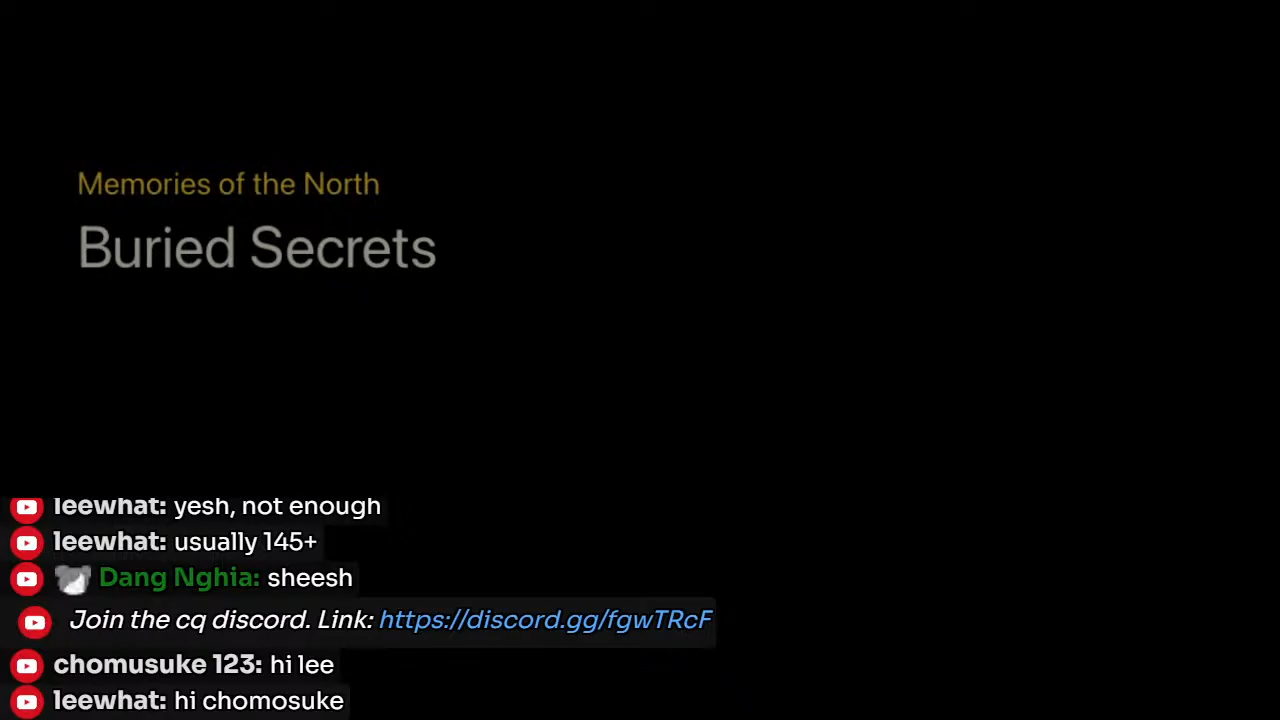 Memories of the North
Buried Secrets
leewhat: yesh, not enough
leewhat: usually 145+
Dang Nghia: sheesh
Join the cq discord. Link: https://discord.gg/fgwTRcF
chomusuke 123: hi lee
leewhat: hi chomosuke